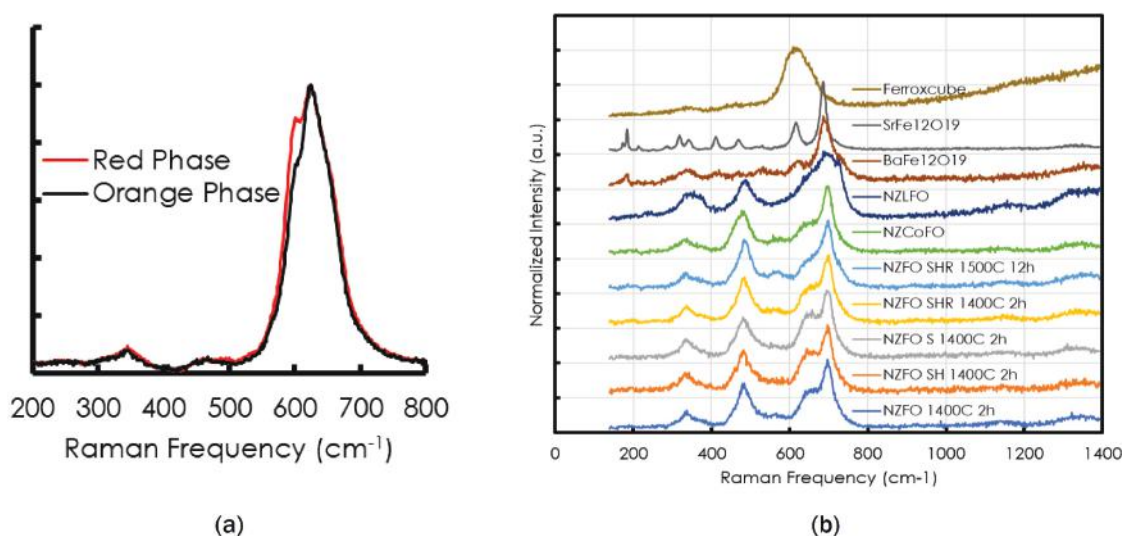 (a)
Red Phase
Orange Phase
200 300 400 500 600 700 800
Raman Frequency (cm-1)
(a)
(b)
Normalized Intensity (a.u.)
Ferroxcube
SrFe12O19
BaFe12O19
NZLFO
NZCoFO
NZFO SHR 1500C 12h
NZFO SHR 1400C 2h
NZFO S 1400C 2h
NZFO SH 1400C 2h
NZFO 1400C 2h
0 200 400 600 800 1000 1200 1400
Raman Frequency (cm-1)
(b)